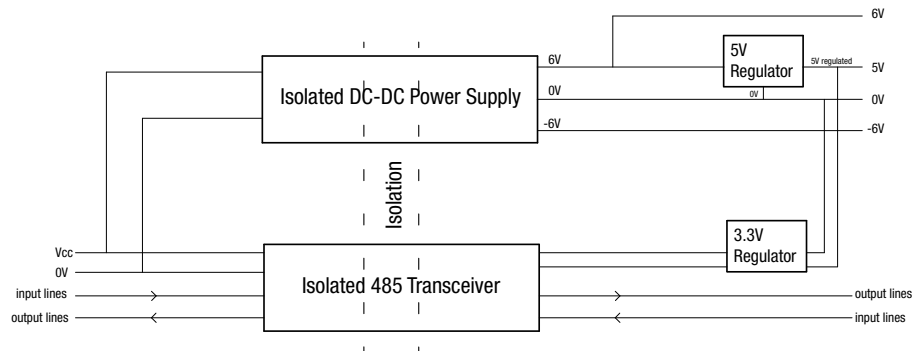 6V
5V
Regulator
6V
5V regulated
5V
Isolated DC-DC Power Supply
0V
0V
0V
-6V
-6V
Isolation
3.3V
Regulator
Vcc
0V
Isolated 485 Transceiver
input lines
output lines
output lines
input lines